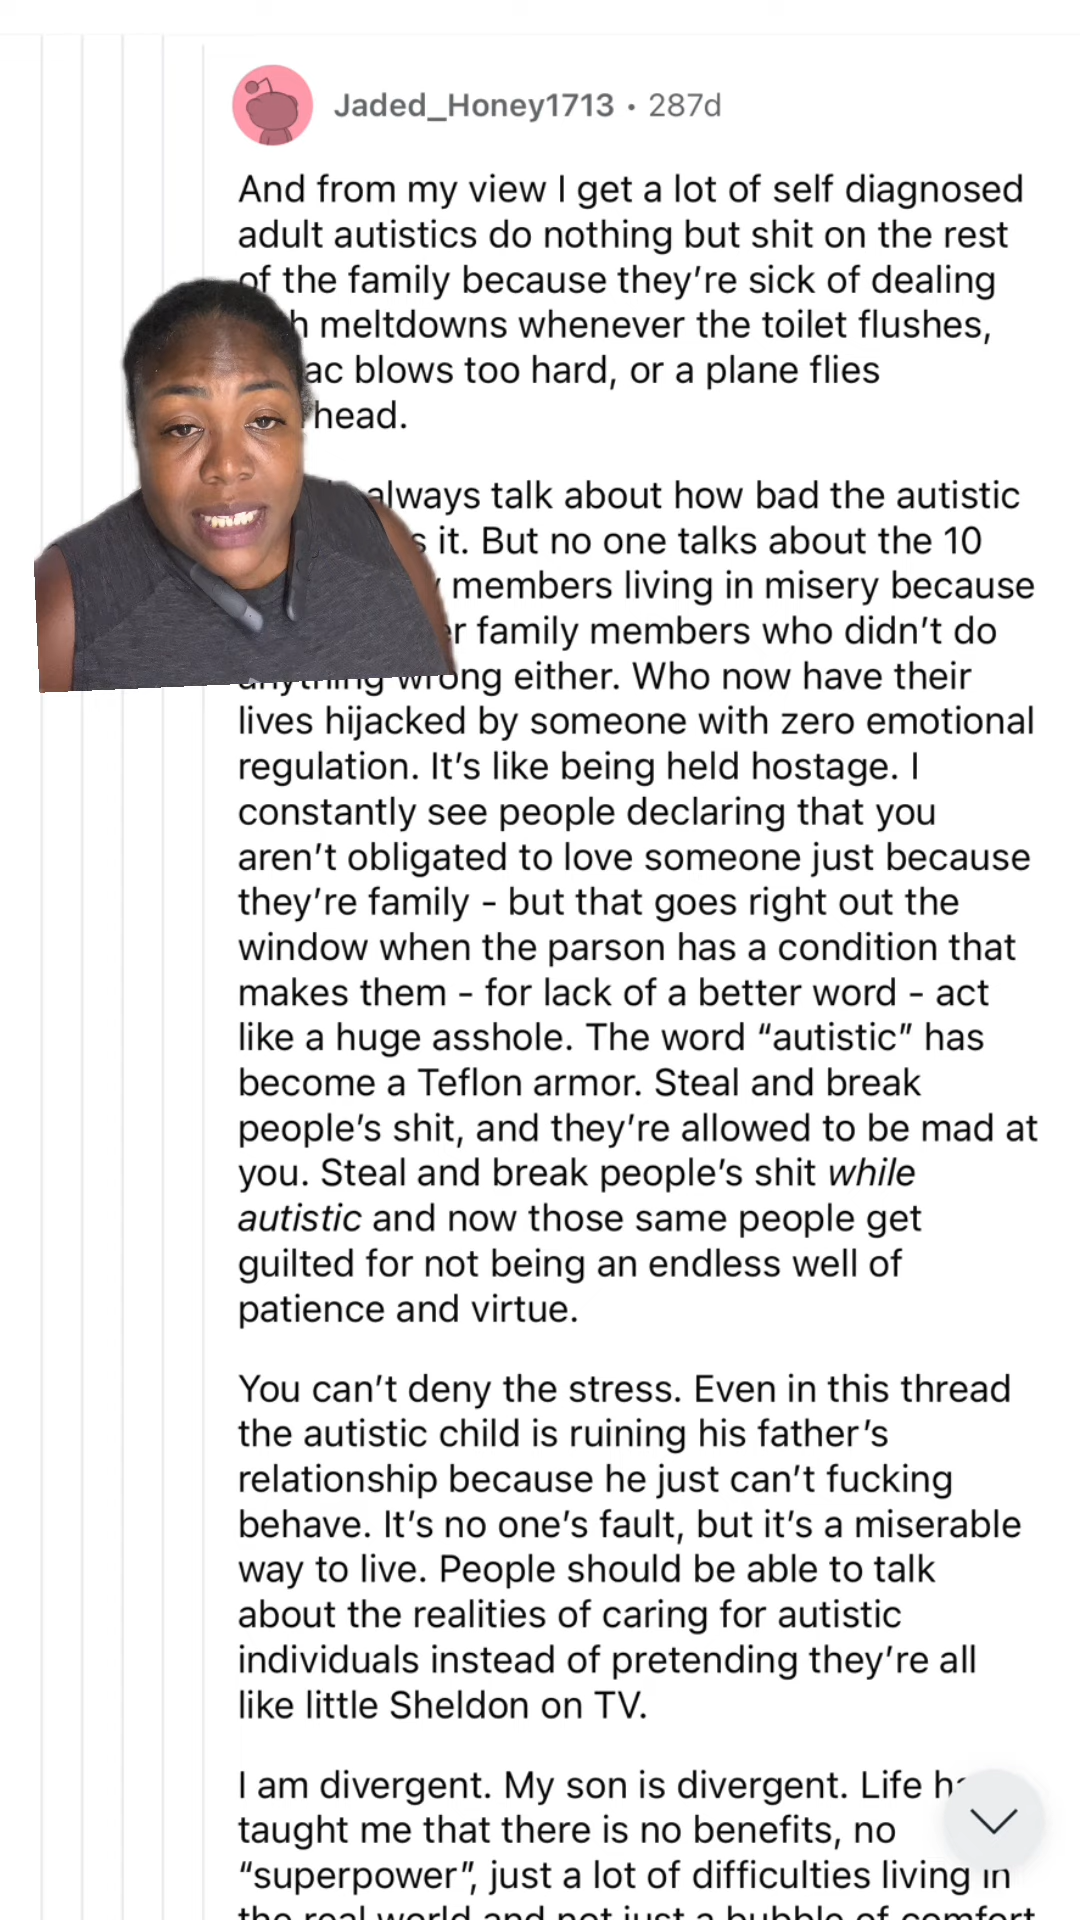 Jaded_Honey1713 • 287d
And from my view I get a lot of self diagnosed
adult autistics do nothing but shit on the rest
of the family because they’re sick of dealing
meltdowns whenever the toilet flushes,
ac blows too hard, or a plane flies
head.
always talk about how bad the autistic
it. But no one talks about the 10
members living in misery because
family members who didn’t do
anything wrong either. Who now have their
lives hijacked by someone with zero emotional
regulation. It’s like being held hostage. I
constantly see people declaring that you
aren’t obligated to love someone just because
they’re family - but that goes right out the
window when the parson has a condition that
makes them - for lack of a better word - act
like a huge asshole. The word “autistic” has
become a Teflon armor. Steal and break
people’s shit, and they’re allowed to be mad at
you. Steal and break people’s shit while
autistic and now those same people get
guilted for not being an endless well of
patience and virtue.
You can’t deny the stress. Even in this thread
the autistic child is ruining his father’s
relationship because he just can’t fucking
behave. It’s no one’s fault, but it’s a miserable
way to live. People should be able to talk
about the realities of caring for autistic
individuals instead of pretending they’re all
like little Sheldon on TV.
I am divergent. My son is divergent. Life
taught me that there is no benefits, no
“superpower”, just a lot of difficulties living in
the real world and not just a bubble of comfort